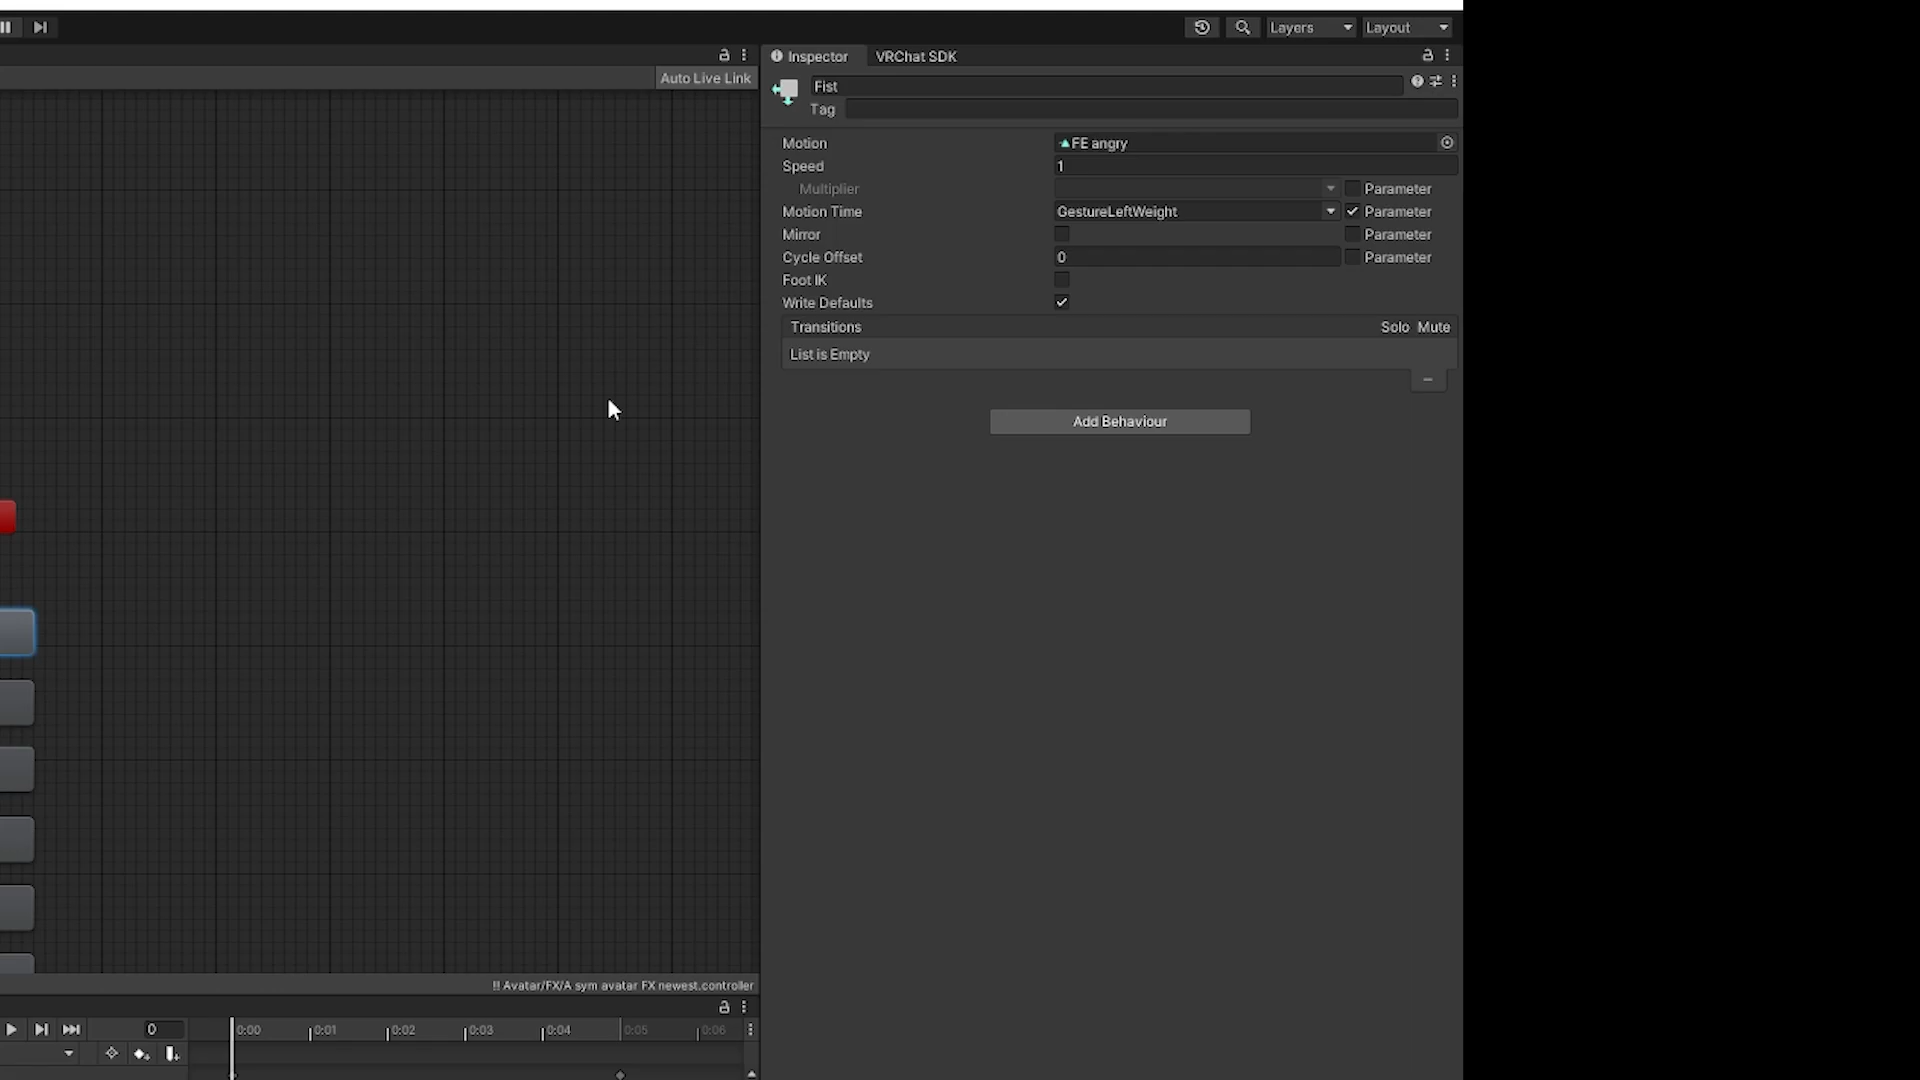 Layers
Layout
Inspector
VRChat SDK
Auto Live Link
Fist
Tag
Motion
FE angry
Speed
1
Multiplier
Parameter
Motion Time
GestureLeftWeight
Parameter
Mirror
Parameter
Cycle Offset
0
Parameter
Foot IK
Write Defaults
Transitions
Solo
Mute
List is Empty
Add Behaviour
!! Avatar/FX/A sym avatar FX newest.controller
0
0:00
0:01
0:02
0:03
0:04
0:05
0:06